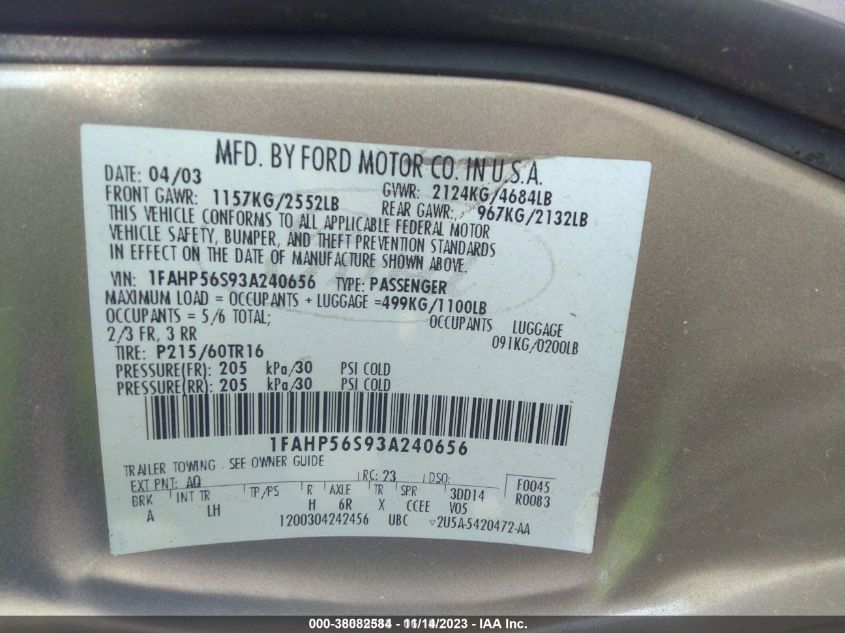 MFD. BY FORD MOTOR CO. IN U.S.A.
DATE: 04/03 GVWR: 2124KG/4684LB
FRONT GAWR: 1157KG/2552LB REAR GAWR: 967KG/2132LB
THIS VEHICLE CONFORMS TO ALL APPLICABLE FEDERAL MOTOR
VEHICLE SAFETY, BUMPER, AND THEFT PREVENTION STANDARDS
IN EFFECT ON THE DATE OF MANUFACTURE SHOWN ABOVE.
VIN: 1FAHP56S93A240656 TYPE: PASSENGER
MAXIMUM LOAD = OCCUPANTS + LUGGAGE =499KG/1100LB
OCCUPANTS = 5/6 TOTAL; OCCUPANTS LUGGAGE
2/3 FR, 3 RR 091KG/0200LB
TIRE: P215/60TR16
PRESSURE(FR): 205 kPa/30 PSI COLD
PRESSURE(RR): 205 kPa/30 PSI COLD
1FAHP56S93A240656
TRAILER TOWING - SEE OWNER GUIDE
EXT PNT: AQ RC: 23 DSO: F0045
BRK INT TR TP/PS R AXLE TR SPR 3DD14 R0083
A LH H 6R X CCEE V05
1200304242456 UBC 2U5A-5420472-AA
000-38082584 - 11/14/2023 - IAA Inc.